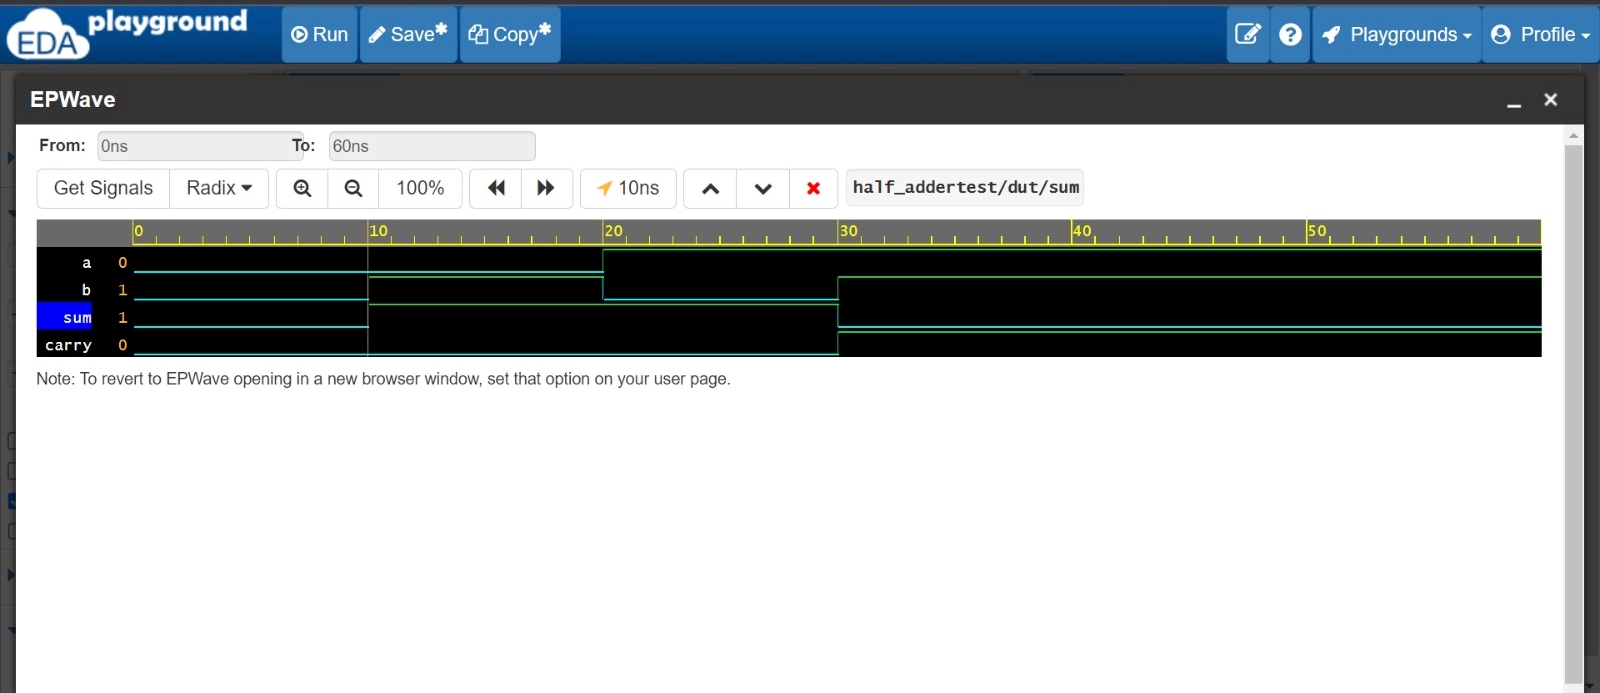 EDA playground
Run Save* Copy* Playgrounds Profile
EPWave
From: 0ns To: 60ns
Get Signals Radix 100% 10ns half_addertest/dut/sum
0 10 20 30 40 50
a 0
b 1
sum 1
carry 0
Note: To revert to EPWave opening in a new browser window, set that option on your user page.